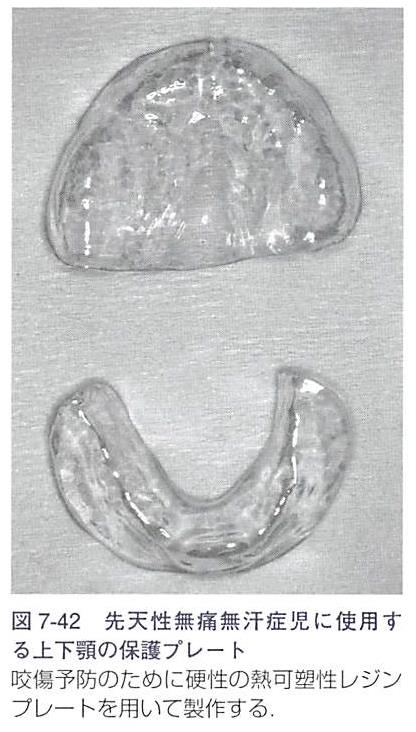 図7-42 先天性無痛無汗症児に使用す
る上下顎の保護プレート
咬傷予防のために硬性の熱可塑性レジン
プレートを用いて製作する.